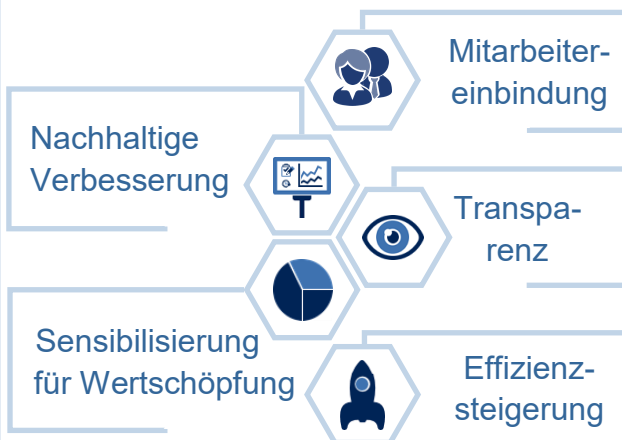 Mitarbeiter-
einbindung
Nachhaltige
Verbesserung
Transpa-
renz
Sensibilisierung
für Wertschöpfung
Effizienz-
steigerung